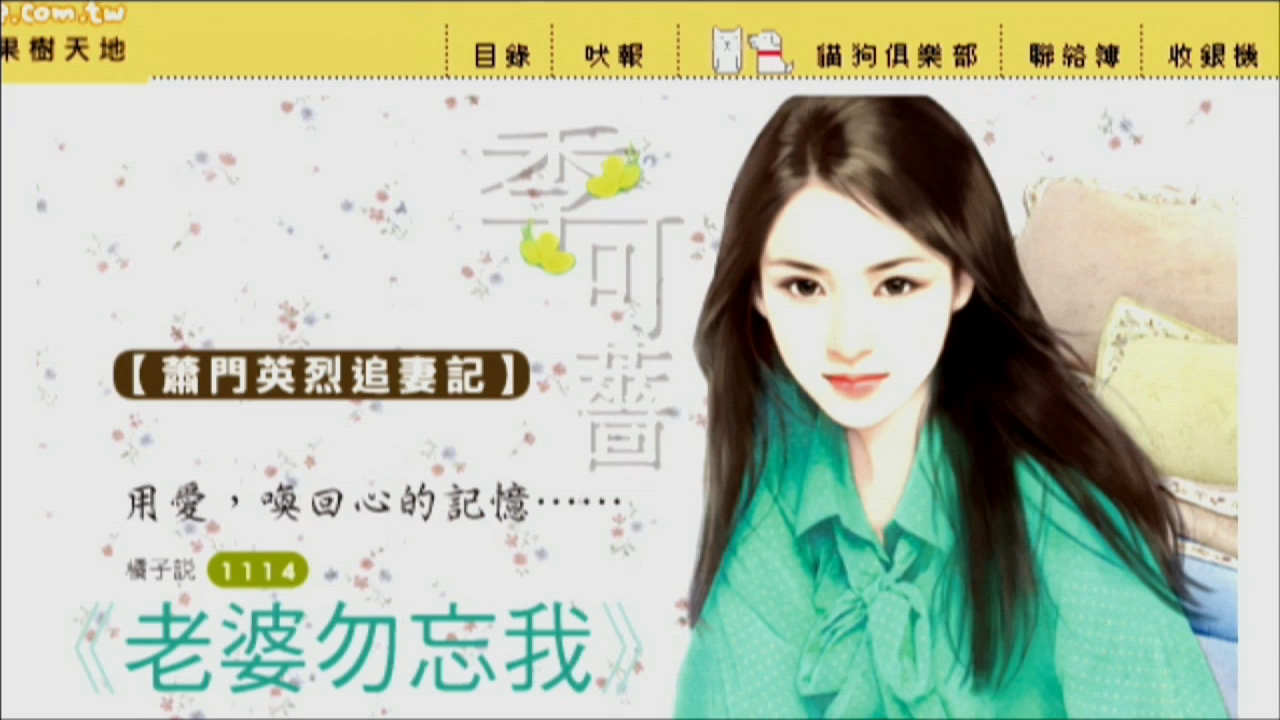 p.com.tw
果樹天地
目錄 吠報 貓狗俱樂部 聯絡簿 收銀機
季可薔
【蕭門英烈追妻記】
用愛，喚回心的記憶……
橘子説 1114
《老婆勿忘我》